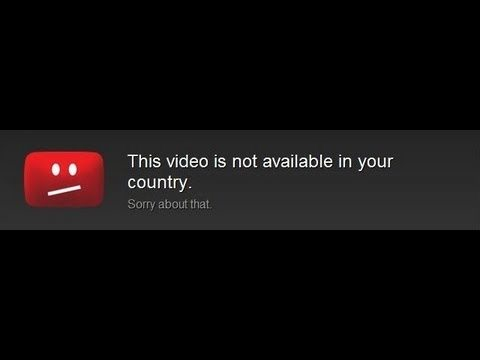 This video is not available in your
country.
Sorry about that.